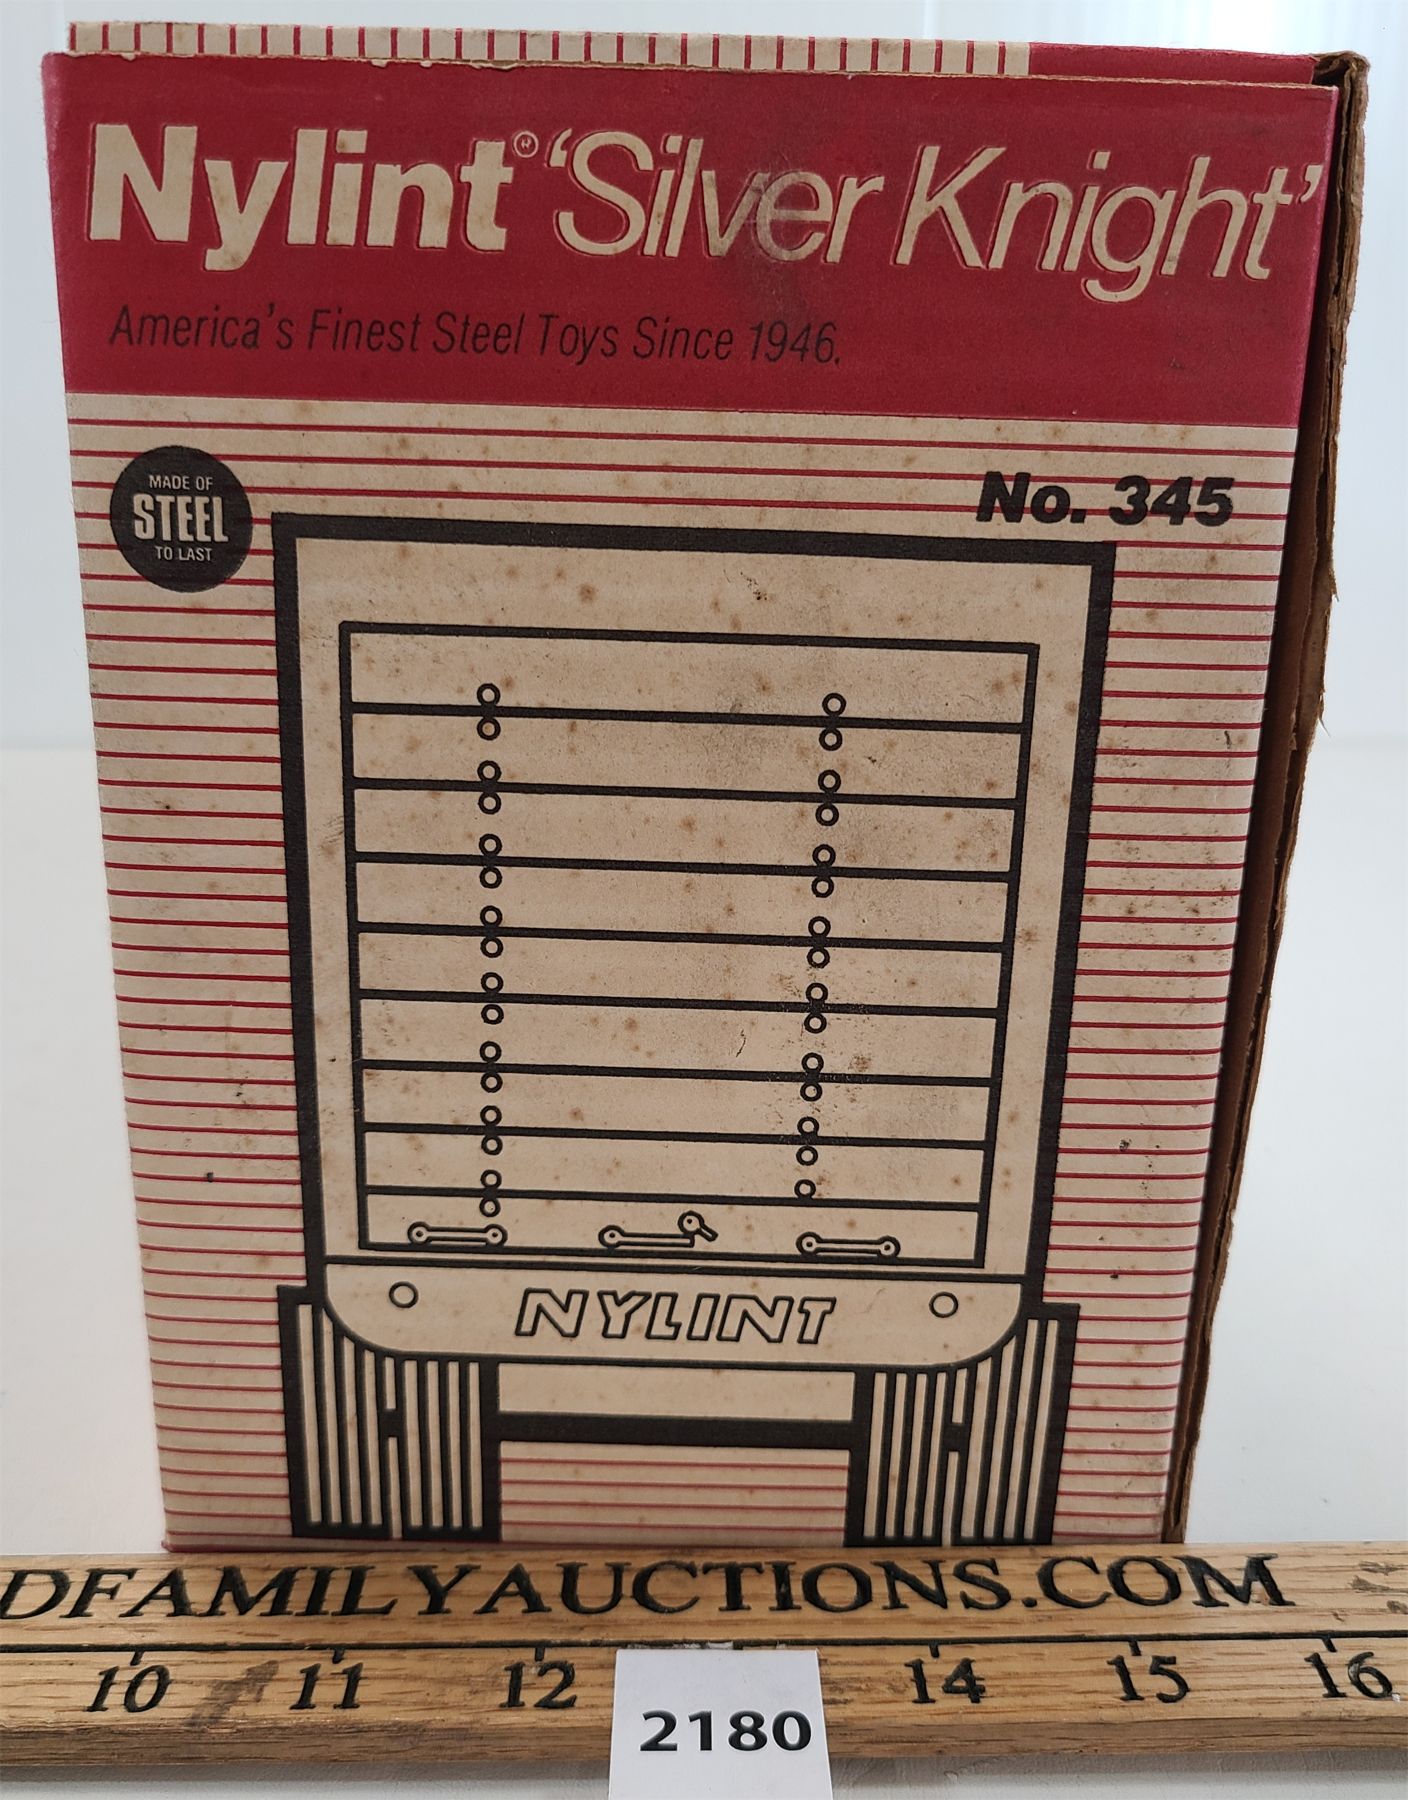 Nylint® 'Silver Knight'
America's Finest Steel Toys Since 1946.
MADE OF
STEEL
TO LAST
No. 345
NYLINT
DFAMILYAUCTIONS.COM
10 11 12 14 15 16
2180